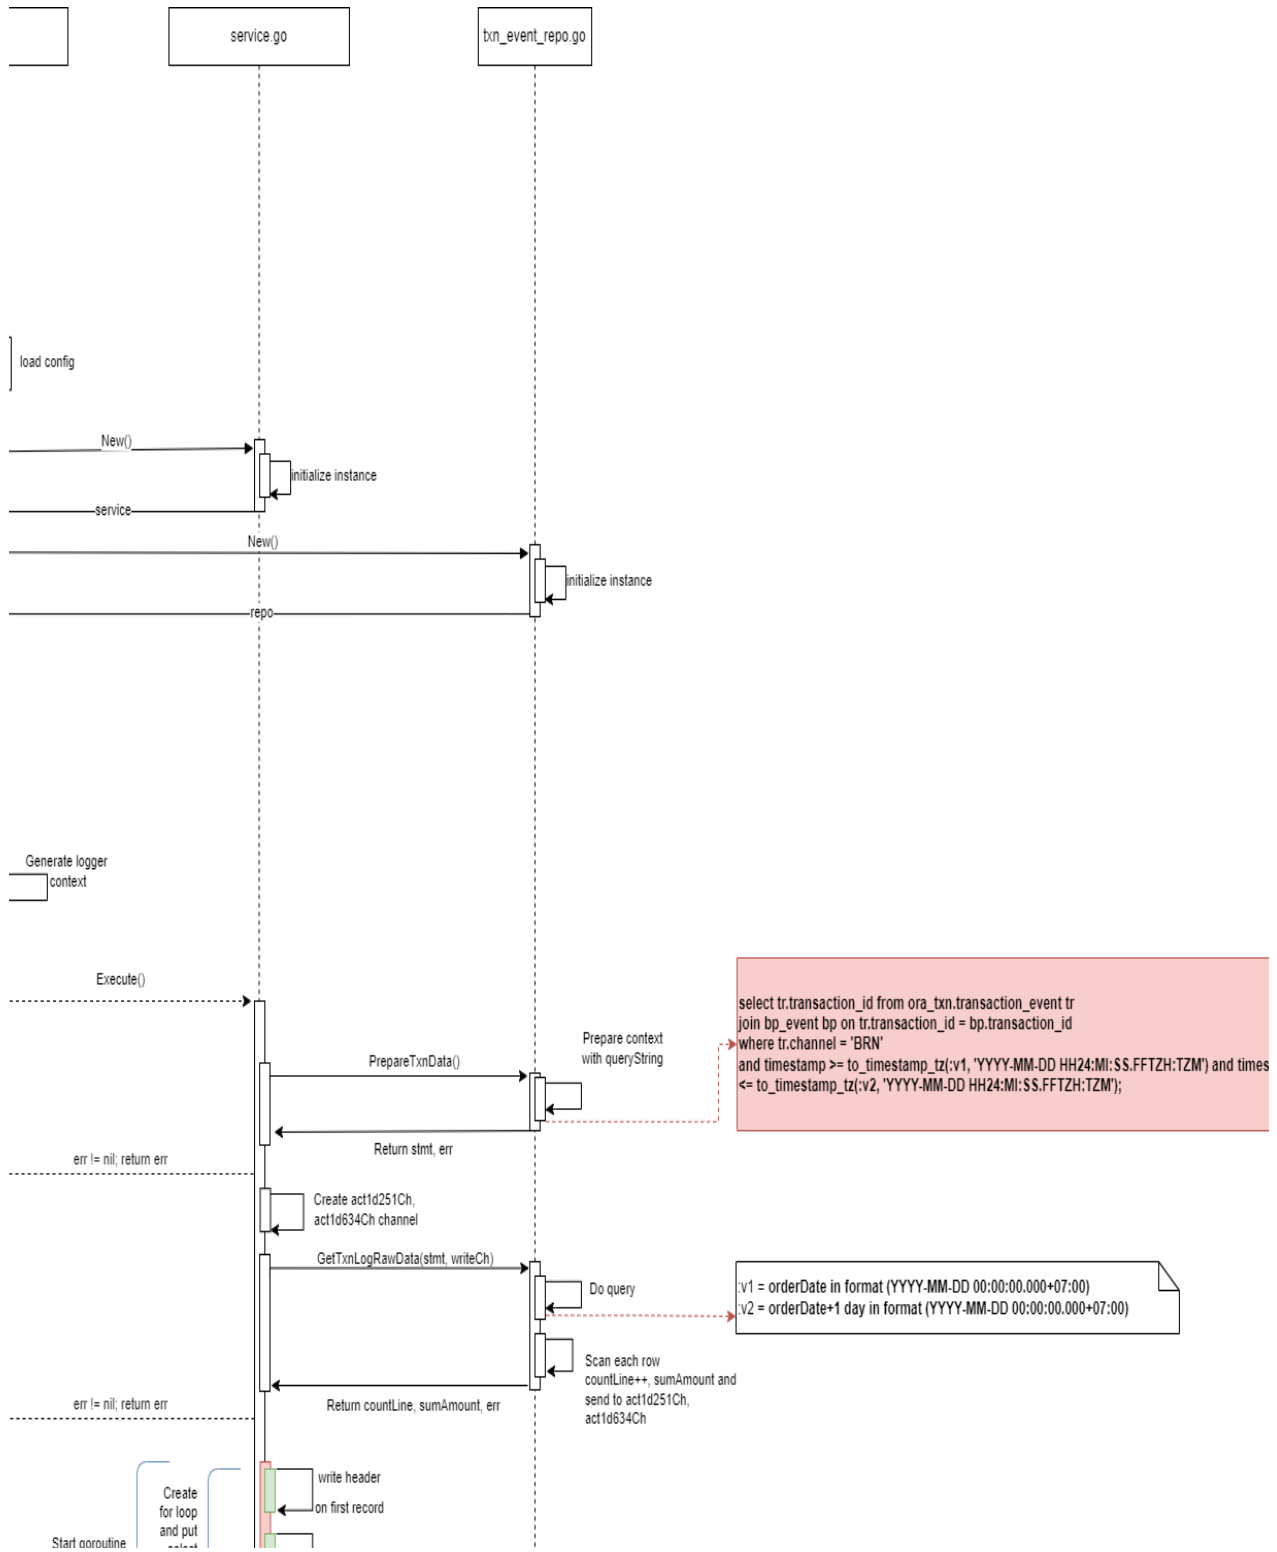 service.go
txn_event_repo.go
load config
New()
initialize instance
service
New()
initialize instance
repo
Generate logger
context
Execute()
Prepare context
with queryString
PrepareTxnData()
select tr.transaction_id from ora_txn.transaction_event tr
join bp_event bp on tr.transaction_id = bp.transaction_id
where tr.channel = 'BRN'
and timestamp >= to_timestamp_tz(:v1, 'YYYY-MM-DD HH24:MI:SS.FFTZH:TZM') and times
<= to_timestamp_tz(:v2, 'YYYY-MM-DD HH24:MI:SS.FFTZH:TZM');
Return stmt, err
err != nil; return err
Create act1d251Ch,
act1d634Ch channel
GetTxnLogRawData(stmt, writeCh)
Do query
:v1 = orderDate in format (YYYY-MM-DD 00:00:00.000+07:00)
:v2 = orderDate+1 day in format (YYYY-MM-DD 00:00:00.000+07:00)
Scan each row
countLine++, sumAmount and
send to act1d251Ch,
act1d634Ch
Return countLine, sumAmount, err
err != nil; return err
write header
on first record
Create
for loop
and put
select
Start goroutine